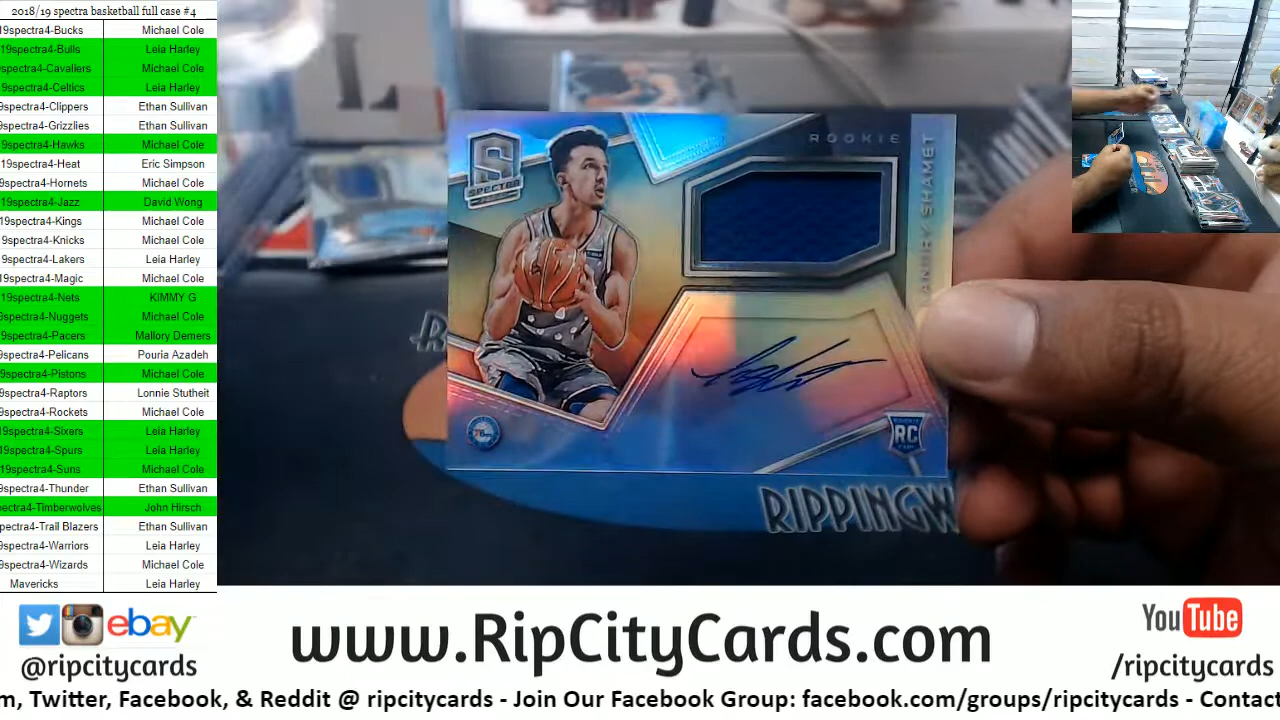 2018/19 spectra basketball full case #4
19spectra4-Bucks Michael Cole
19spectra4-Bulls Leia Harley
spectra4-Cavaliers Michael Cole
9spectra4-Celtics Leia Harley
9spectra4-Clippers Ethan Sullivan
9spectra4-Grizzlies Ethan Sullivan
9spectra4-Hawks Michael Cole
19spectra4-Heat Eric Simpson
9spectra4-Hornets Michael Cole
19spectra4-Jazz David Wong
19spectra4-Kings Michael Cole
9spectra4-Knicks Michael Cole
9spectra4-Lakers Leia Harley
19spectra4-Magic Michael Cole
19spectra4-Nets KIMMY G
9spectra4-Nuggets Michael Cole
9spectra4-Pacers Mallory Demers
9spectra4-Pelicans Pouria Azadeh
9spectra4-Pistons Michael Cole
9spectra4-Raptors Lonnie Stutheit
9spectra4-Rockets Michael Cole
19spectra4-Sixers Leia Harley
9spectra4-Spurs Leia Harley
19spectra4-Suns Michael Cole
9spectra4-Thunder Ethan Sullivan
pectra4-Timberwolves John Hirsch
pectra4-Trail Blazers Ethan Sullivan
9spectra4-Warriors Leia Harley
9spectra4-Wizards Michael Cole
Mavericks Leia Harley
S
SPECTRA
ROOKIE
ANDRY SHAMET
RC
RIPPINGW
ebay
@ripcitycards
www.RipCityCards.com
YouTube
/ripcitycards
m, Twitter, Facebook, & Reddit @ ripcitycards - Join Our Facebook Group: facebook.com/groups/ripcitycards - Contact